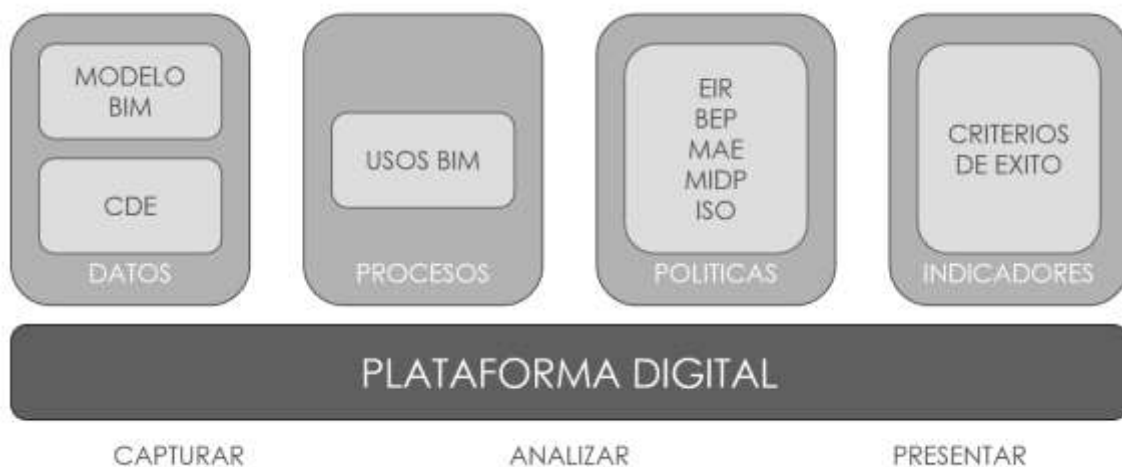 MODELO
BIM
CDE
DATOS
USOS BIM
PROCESOS
EIR
BEP
MAE
MIDP
ISO
POLITICAS
CRITERIOS
DE EXITO
INDICADORES
PLATAFORMA DIGITAL
CAPTURAR
ANALIZAR
PRESENTAR